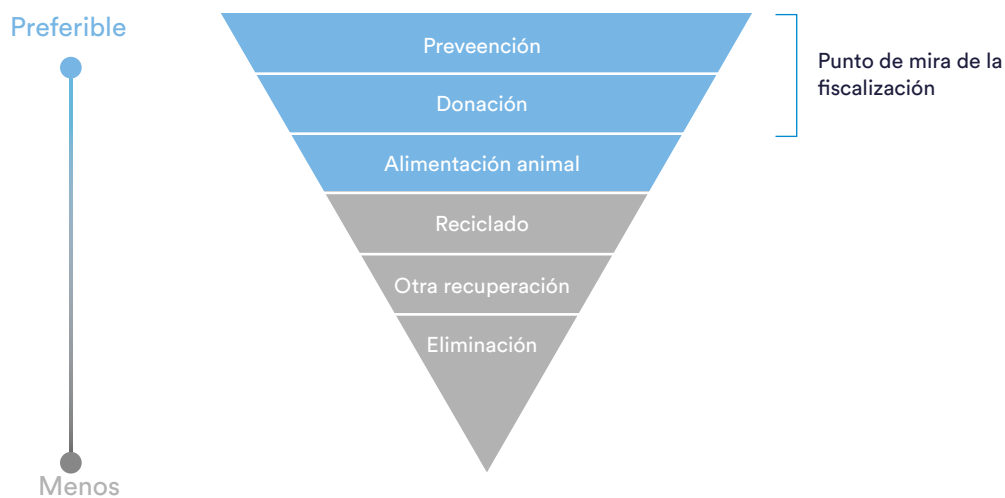 Preferible
Preveención
Donación
Alimentación animal
Reciclado
Otra recuperación
Eliminación
Menos
Punto de mira de la
fiscalización